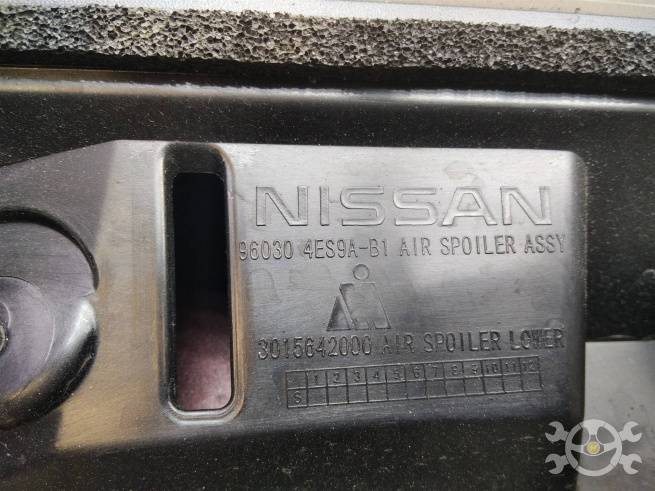 NISSAN
96030 4ES9A-B1 AIR SPOILER ASSY
3015642000 AIR SPOILER LOWER
1 2 3 4 5 6 7 8 9 10 11 12
S